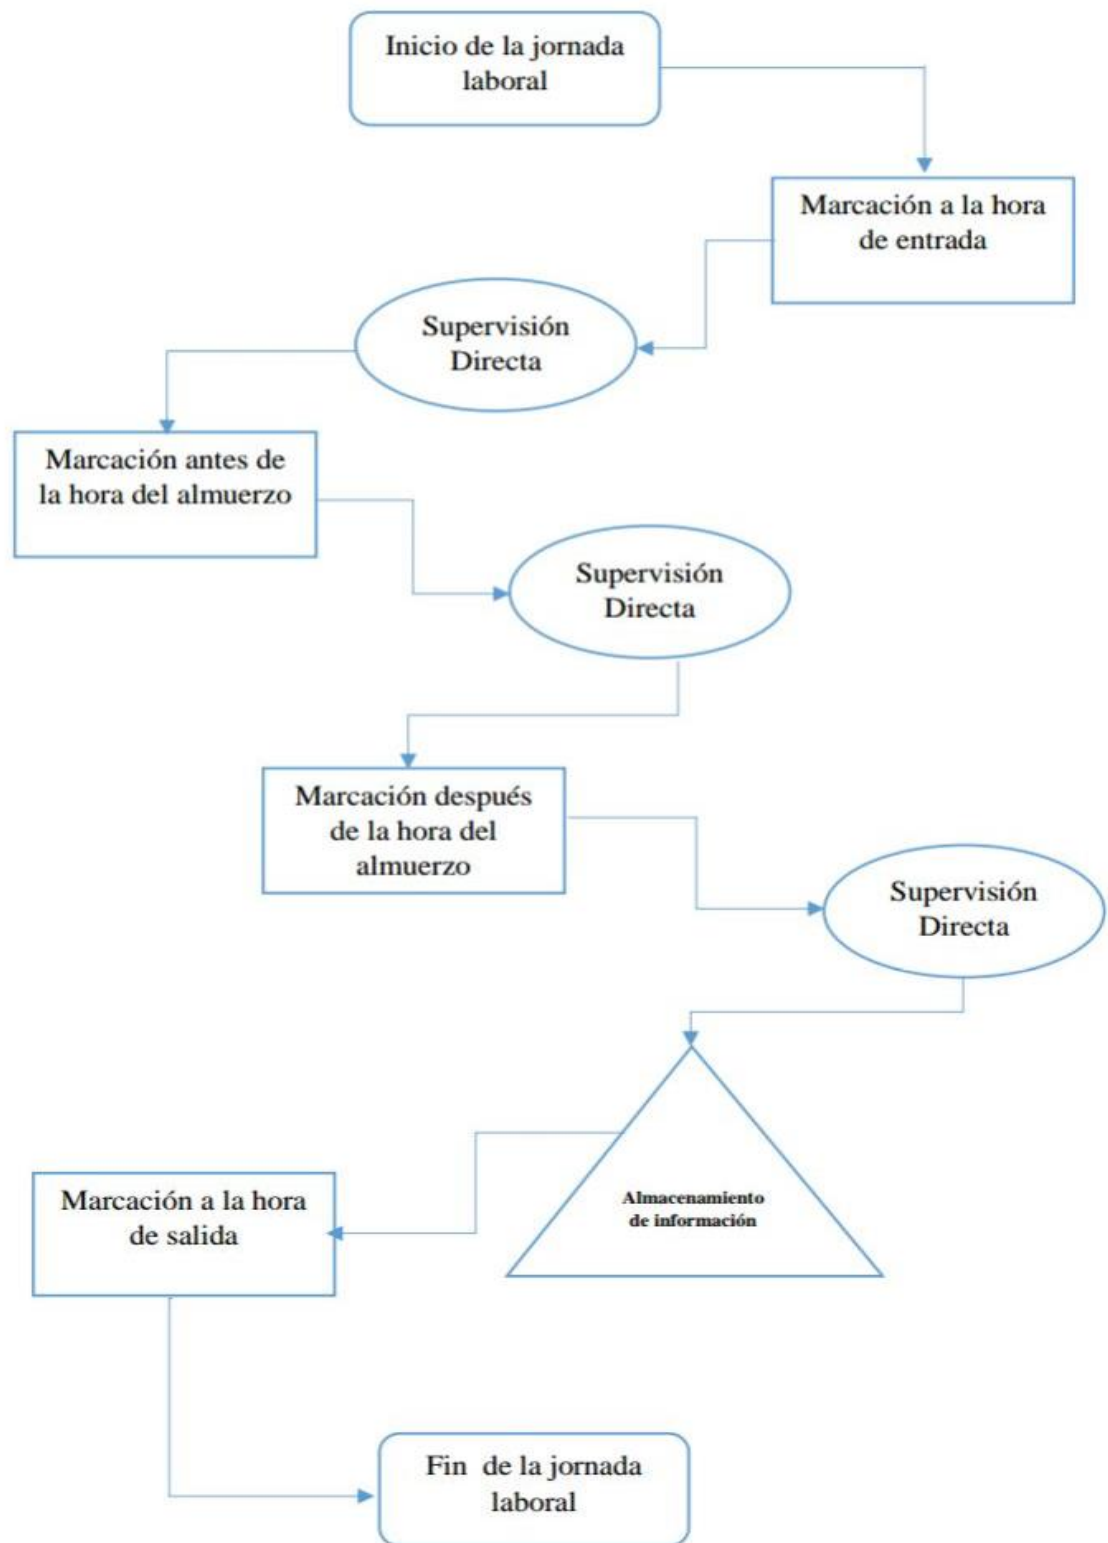 Inicio de la jornada
laboral
Marcación a la hora
de entrada
Supervisión
Directa
Marcación antes de
la hora del almuerzo
Supervisión
Directa
Marcación después
de la hora del
almuerzo
Supervisión
Directa
Almacenamiento
de información
Marcación a la hora
de salida
Fin de la jornada
laboral